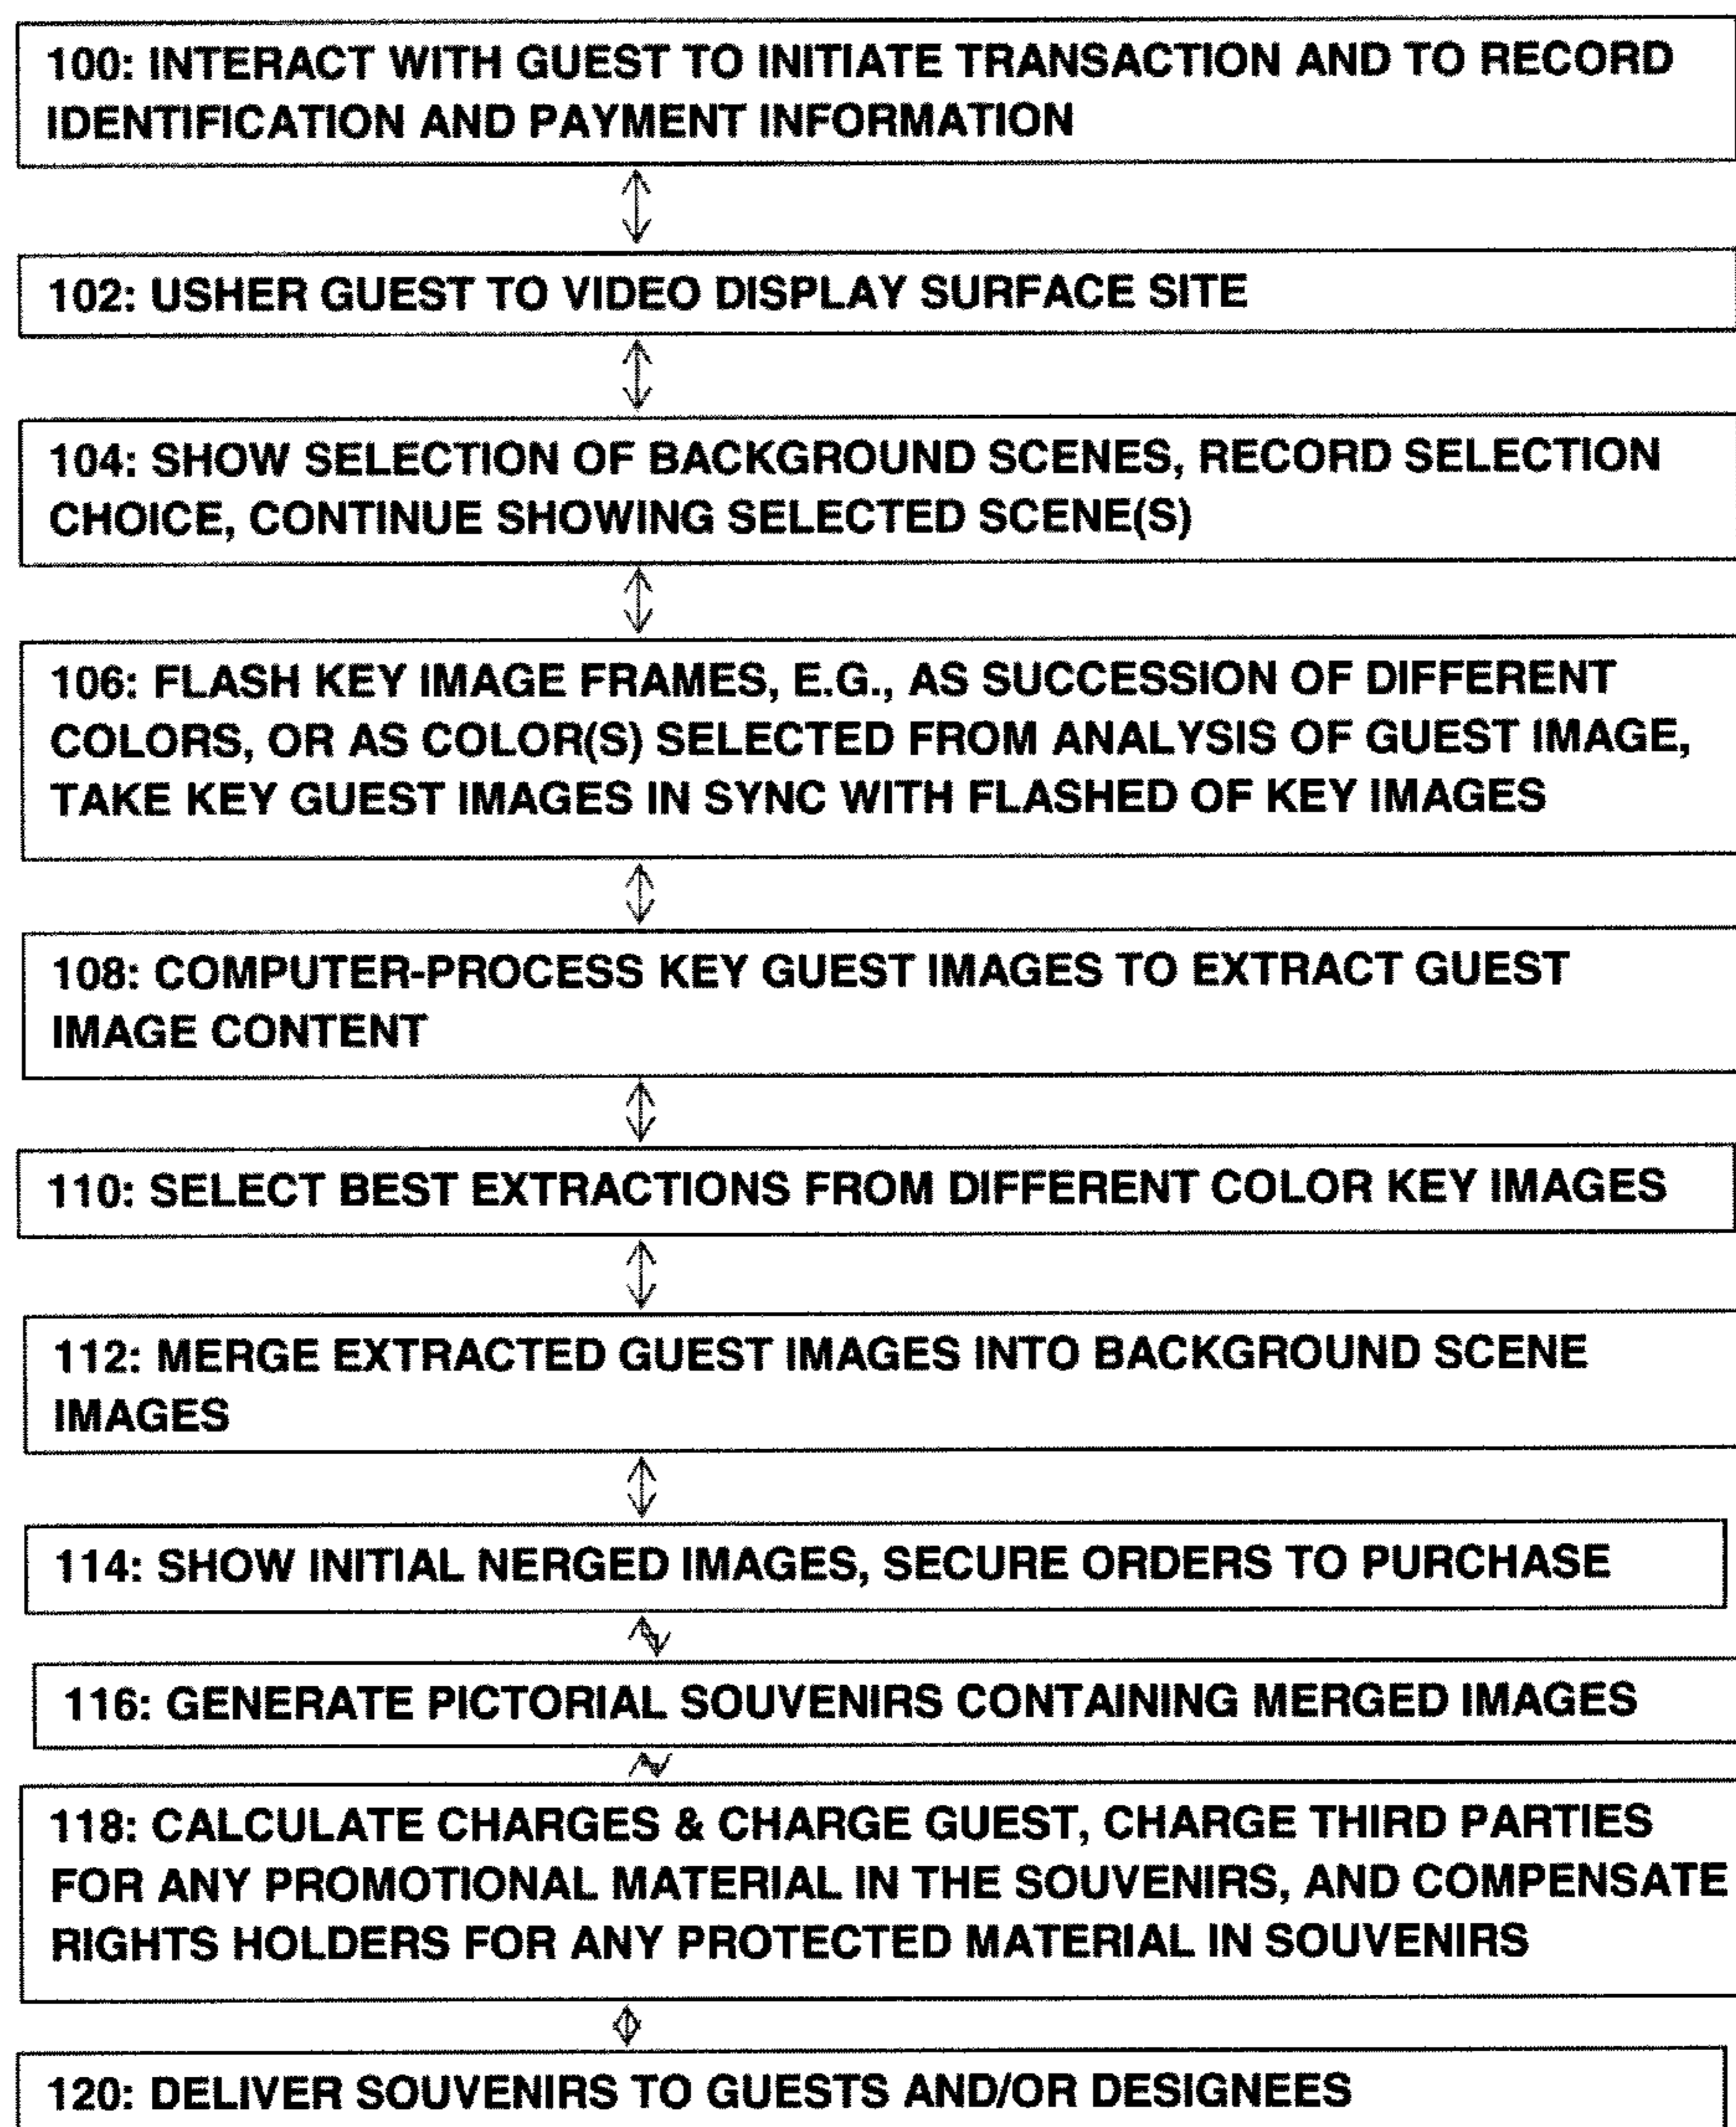 100: INTERACT WITH GUEST TO INITIATE TRANSACTION AND TO RECORD
IDENTIFICATION AND PAYMENT INFORMATION
102: USHER GUEST TO VIDEO DISPLAY SURFACE SITE
104: SHOW SELECTION OF BACKGROUND SCENES, RECORD SELECTION
CHOICE, CONTINUE SHOWING SELECTED SCENE(S)
106: FLASH KEY IMAGE FRAMES, E.G., AS SUCCESSION OF DIFFERENT
COLORS, OR AS COLOR(S) SELECTED FROM ANALYSIS OF GUEST IMAGE,
TAKE KEY GUEST IMAGES IN SYNC WITH FLASHED OF KEY IMAGES
108: COMPUTER-PROCESS KEY GUEST IMAGES TO EXTRACT GUEST
IMAGE CONTENT
110: SELECT BEST EXTRACTIONS FROM DIFFERENT COLOR KEY IMAGES
112: MERGE EXTRACTED GUEST IMAGES INTO BACKGROUND SCENE
IMAGES
114: SHOW INITIAL NERGED IMAGES, SECURE ORDERS TO PURCHASE
116: GENERATE PICTORIAL SOUVENIRS CONTAINING MERGED IMAGES
118: CALCULATE CHARGES & CHARGE GUEST, CHARGE THIRD PARTIES
FOR ANY PROMOTIONAL MATERIAL IN THE SOUVENIRS, AND COMPENSATE
RIGHTS HOLDERS FOR ANY PROTECTED MATERIAL IN SOUVENIRS
120: DELIVER SOUVENIRS TO GUESTS AND/OR DESIGNEES